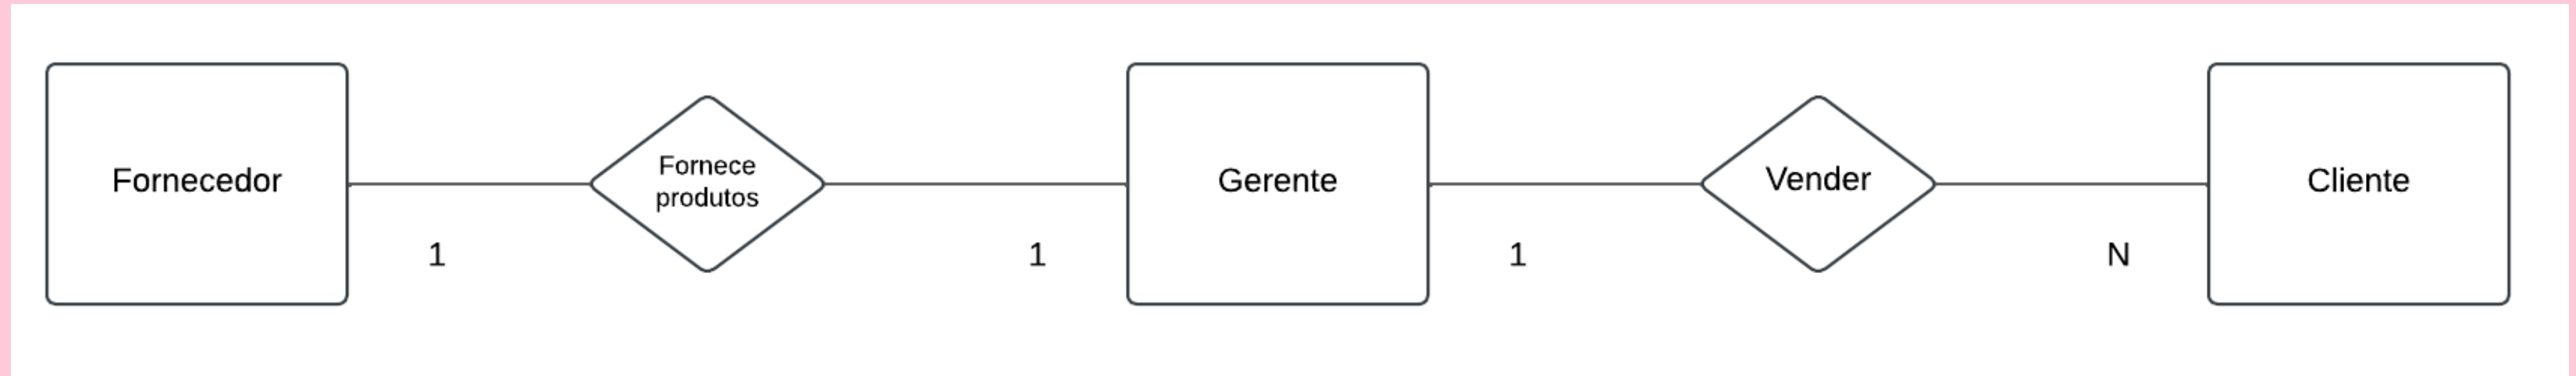 Fornecedor
Fornece
produtos
Gerente
Vender
Cliente
1
1
1
N